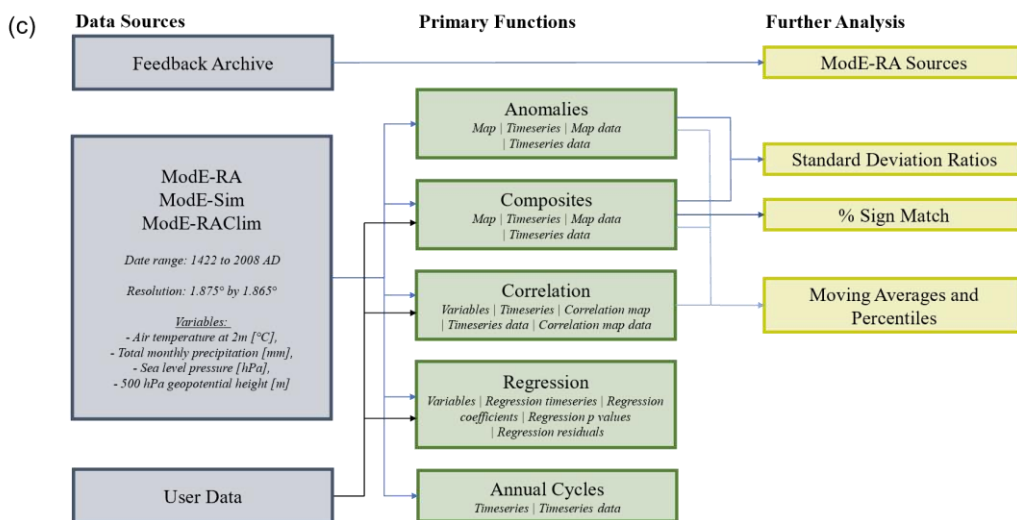 (c)
Data Sources
Primary Functions
Further Analysis
Feedback Archive
ModE-RA Sources
ModE-RA
ModE-Sim
ModE-RAClim
Date range: 1422 to 2008 AD
Resolution: 1.875° by 1.865°
Variables:
- Air temperature at 2m [°C],
- Total monthly precipitation [mm],
- Sea level pressure [hPa],
- 500 hPa geopotential height [m]
User Data
Anomalies
Map | Timeseries | Map data
| Timeseries data
Composites
Map | Timeseries | Map data
| Timeseries data
Correlation
Variables | Timeseries | Correlation map
| Timeseries data | Correlation map data
Regression
Variables | Regression timeseries | Regression
coefficients | Regression p values
| Regression residuals
Annual Cycles
Timeseries | Timeseries data
Standard Deviation Ratios
% Sign Match
Moving Averages and
Percentiles